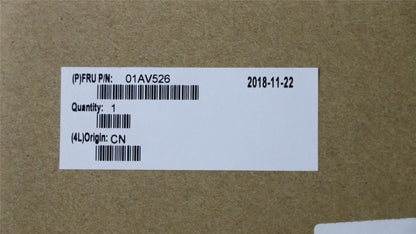 (P)FRU P/N: 01AV526 2018-11-22
Quantity: 1
(4L)Origin: CN